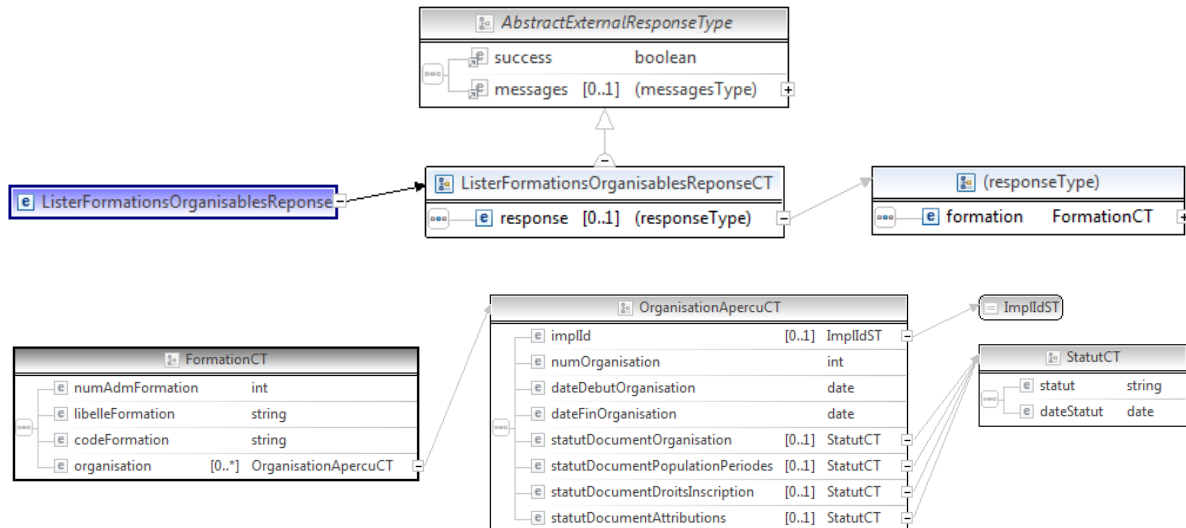 AbstractExternalResponseType
success boolean
messages [0..1] (messagesType)
ListerFormationsOrganisablesReponse
ListerFormationsOrganisablesReponseCT
response [0..1] (responseType)
(responseType)
formation FormationCT
FormationCT
numAdmFormation int
libelleFormation string
codeFormation string
organisation [0..*] OrganisationApercuCT
OrganisationApercuCT
implId [0..1] ImplIdST
numOrganisation int
dateDebutOrganisation date
dateFinOrganisation date
statutDocumentOrganisation [0..1] StatutCT
statutDocumentPopulationPeriodes [0..1] StatutCT
statutDocumentDroitsInscription [0..1] StatutCT
statutDocumentAttributions [0..1] StatutCT
ImplIdST
StatutCT
statut string
dateStatut date